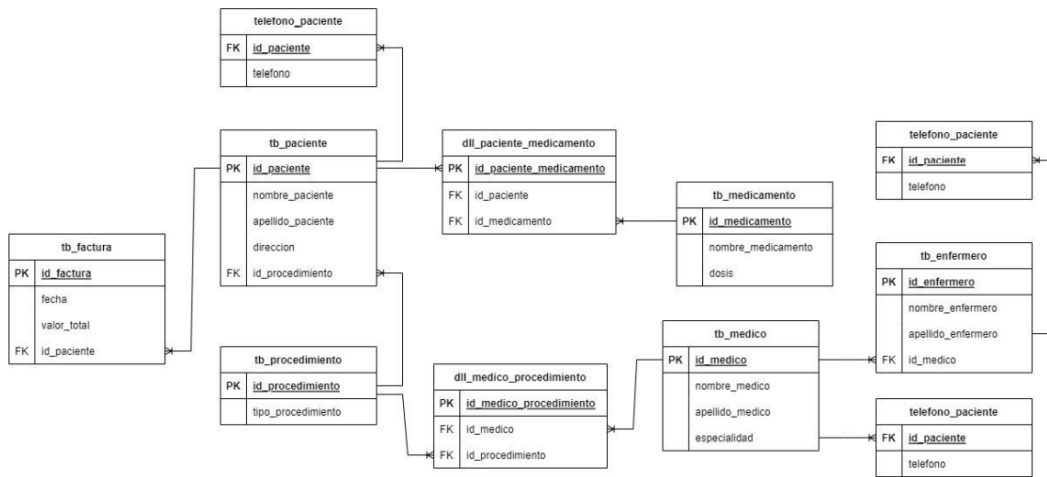 telefono_paciente
FK id_paciente
telefono
tb_paciente
PK id_paciente
nombre_paciente
apellido_paciente
direccion
FK id_procedimiento
dll_paciente_medicamento
PK id_paciente_medicamento
FK id_paciente
FK id_medicamento
tb_medicamento
PK id_medicamento
nombre_medicamento
dosis
telefono_paciente
FK id_paciente
telefono
tb_factura
PK id_factura
fecha
valor_total
FK id_paciente
tb_enfermero
PK id_enfermero
nombre_enfermero
apellido_enfermero
FK id_medico
tb_procedimiento
PK id_procedimiento
tipo_procedimiento
dll_medico_procedimiento
PK id_medico_procedimiento
FK id_medico
FK id_procedimiento
tb_medico
PK id_medico
nombre_medico
apellido_medico
especialidad
telefono_paciente
FK id_paciente
telefono